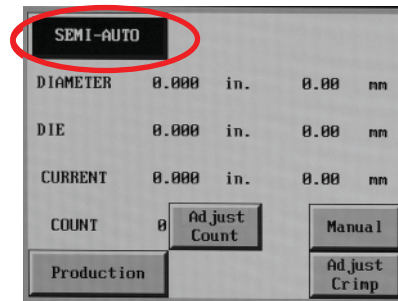 SEMI-AUTO
DIAMETER 0.000 in. 0.00 mm
DIE 0.000 in. 0.00 mm
CURRENT 0.000 in. 0.00 mm
COUNT 0 Adjust Count Manual
Production Adjust Crimp